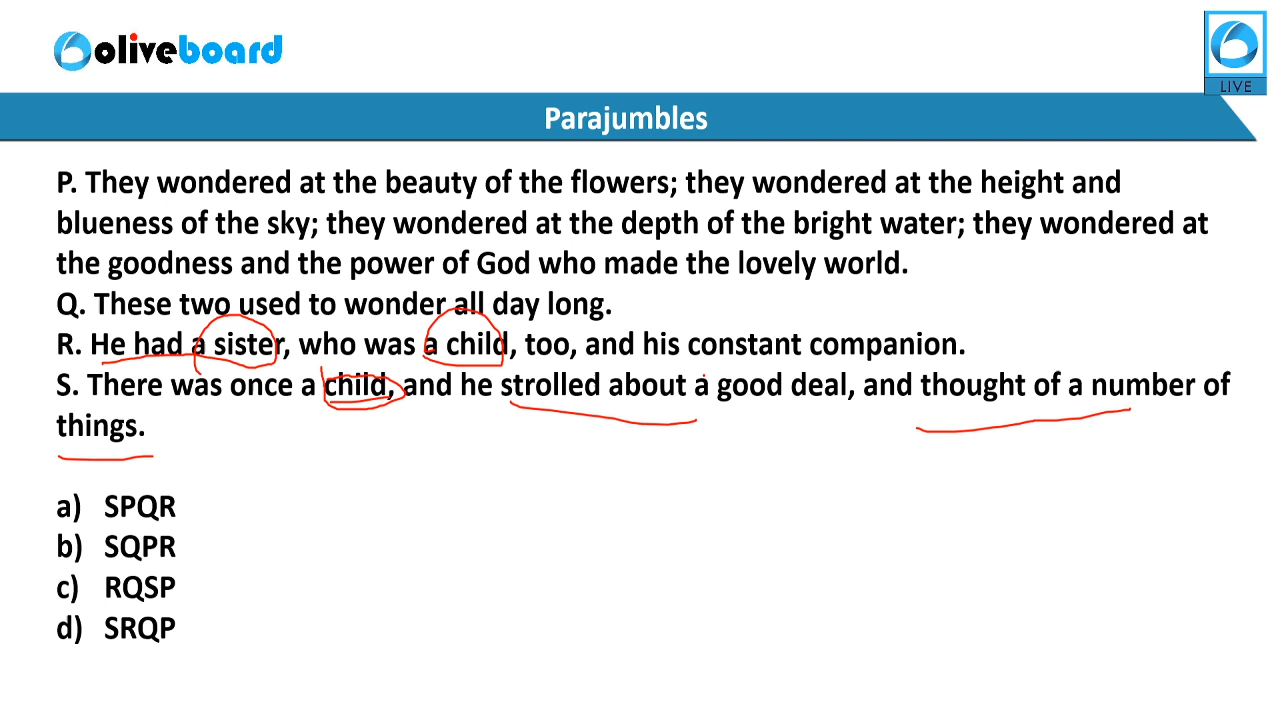 oliveboard
LIVE
Parajumbles
P. They wondered at the beauty of the flowers; they wondered at the height and
blueness of the sky; they wondered at the depth of the bright water; they wondered at
the goodness and the power of God who made the lovely world.
Q. These two used to wonder all day long.
R. He had a sister, who was a child, too, and his constant companion.
S. There was once a child, and he strolled about a good deal, and thought of a number of
things.
a) SPQR
b) SQPR
c) RQSP
d) SRQP